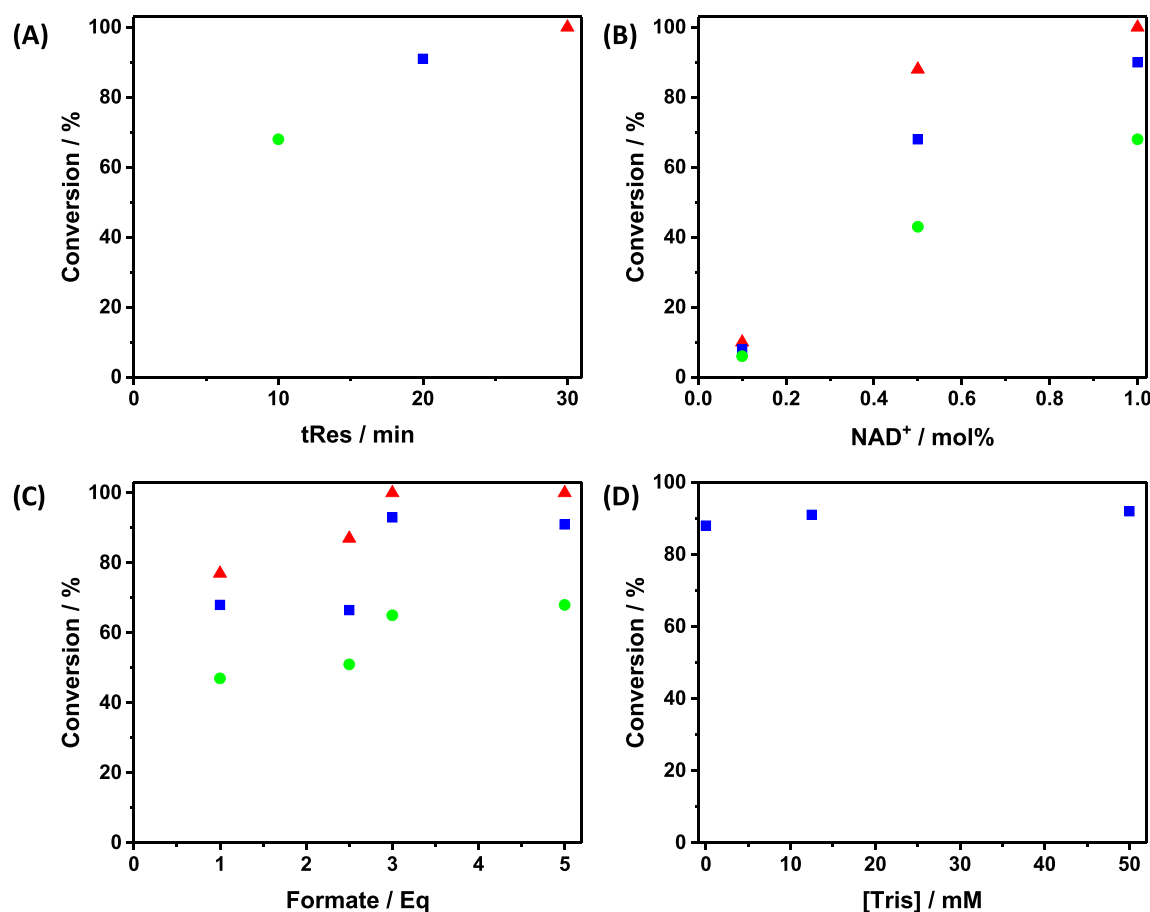 (A)
Conversion / %
100
80
60
40
20
0
0 10 20 30
tRes / min
(B)
Conversion / %
100
80
60
40
20
0
0.0 0.2 0.4 0.6 0.8 1.0
NAD⁺ / mol%
(C)
Conversion / %
100
80
60
40
20
0
0 1 2 3 4 5
Formate / Eq
(D)
Conversion / %
100
80
60
40
20
0
0 10 20 30 40 50
[Tris] / mM